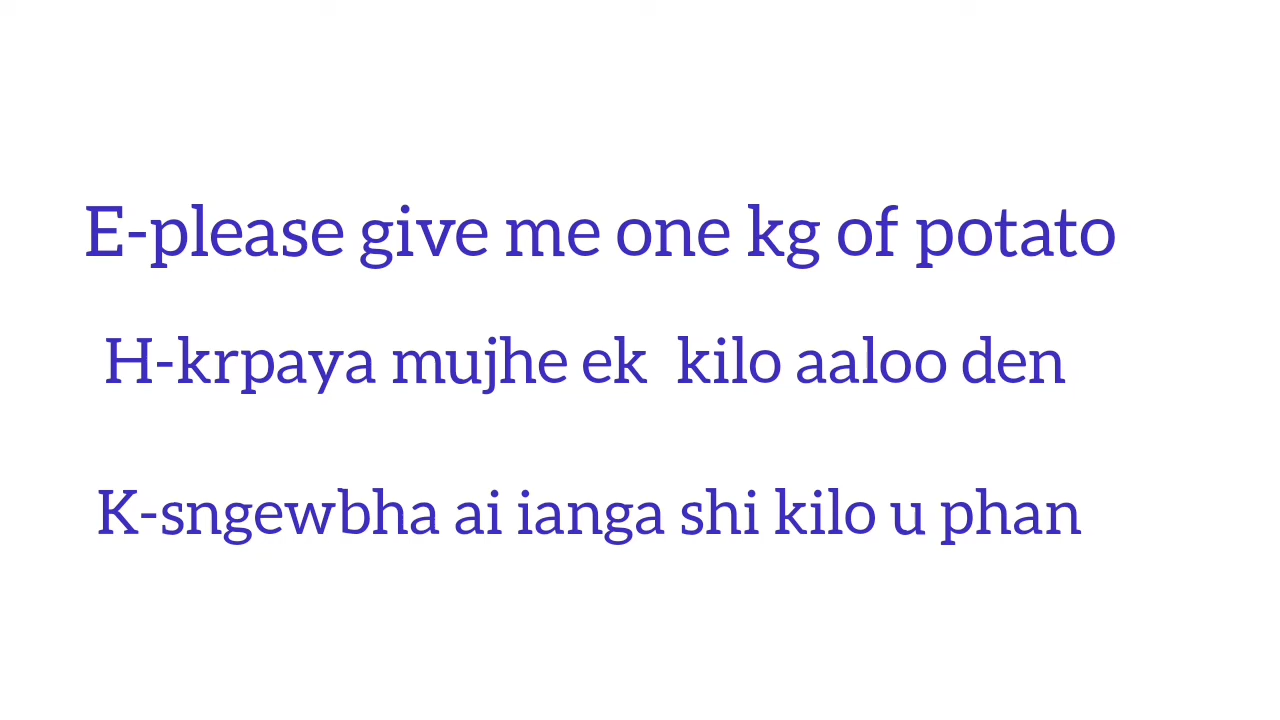 E-please give me one kg of potato
H-krpaya mujhe ek kilo aaloo den
K-sngewbha ai ianga shi kilo u phan